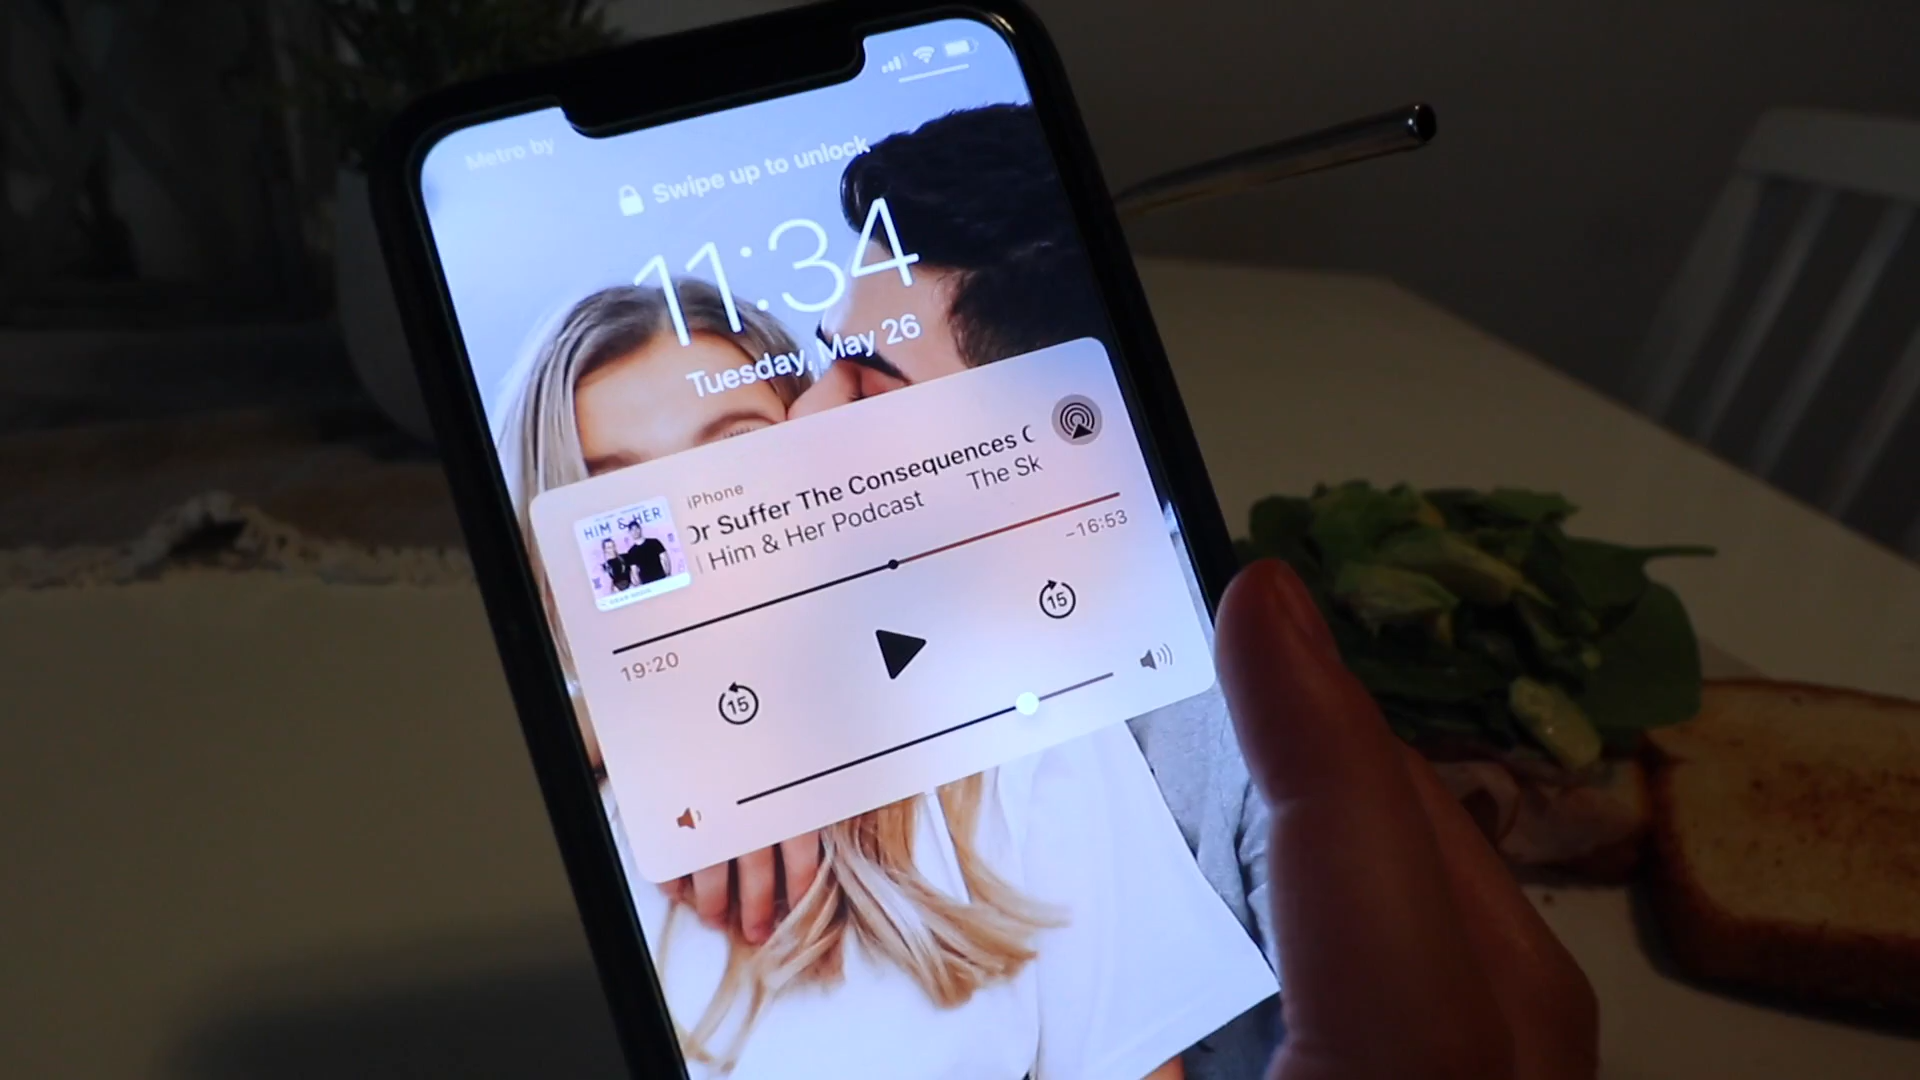 Metro by
Swipe up to unlock
11:34
Tuesday, May 26
HIM & HER
iPhone
Or Suffer The Consequences O
| Him & Her Podcast The Sk
19:20
-16:53
15
15